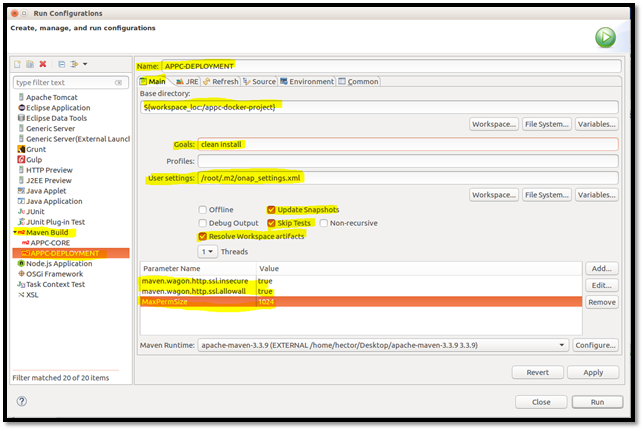 Run Configurations
Create, manage, and run configurations
type filter text
Apache Tomcat
Eclipse Application
Eclipse Data Tools
Generic Server
Generic Server(External Launch
Grunt
Gulp
HTTP Preview
J2EE Preview
Java Applet
Java Application
JUnit
JUnit Plug-in Test
Maven Build
m2 APPC-CORE
m2 APPC-DEPLOYMENT
Node.js Application
OSGi Framework
Task Context Test
XSL
Filter matched 20 of 20 items
Name: APPC-DEPLOYMENT
Main JRE Refresh Source Environment Common
Base directory:
${workspace_loc:/appc-docker-project}
Workspace... File System... Variables...
Goals: clean install
Profiles:
User settings: /root/.m2/onap_settings.xml
Workspace... File System... Variables...
Offline Update Snapshots
Debug Output Skip Tests Non-recursive
Resolve Workspace artifacts
1 Threads
Parameter Name Value
maven.wagon.http.ssl.insecure true
maven.wagon.http.ssl.allowall true
MaxPermSize 1024
Add...
Edit...
Remove
Maven Runtime: apache-maven-3.3.9 (EXTERNAL /home/hector/Desktop/apache-maven-3.3.9 3.3.9) Configure...
Revert Apply
Close Run